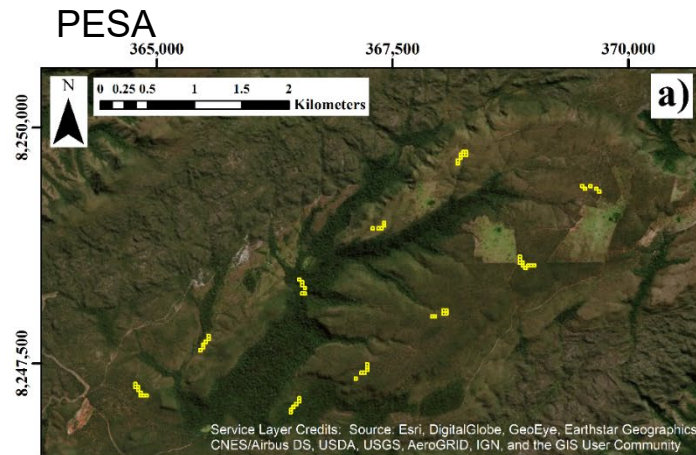 PESA
365,000 367,500 370,000
N
0 0.25 0.5 1 1.5 2
Kilometers
a)
8,250,000
8,247,500
Service Layer Credits: Source: Esri, DigitalGlobe, GeoEye, Earthstar Geographics
CNES/Airbus DS, USDA, USGS, AeroGRID, IGN, and the GIS User Community